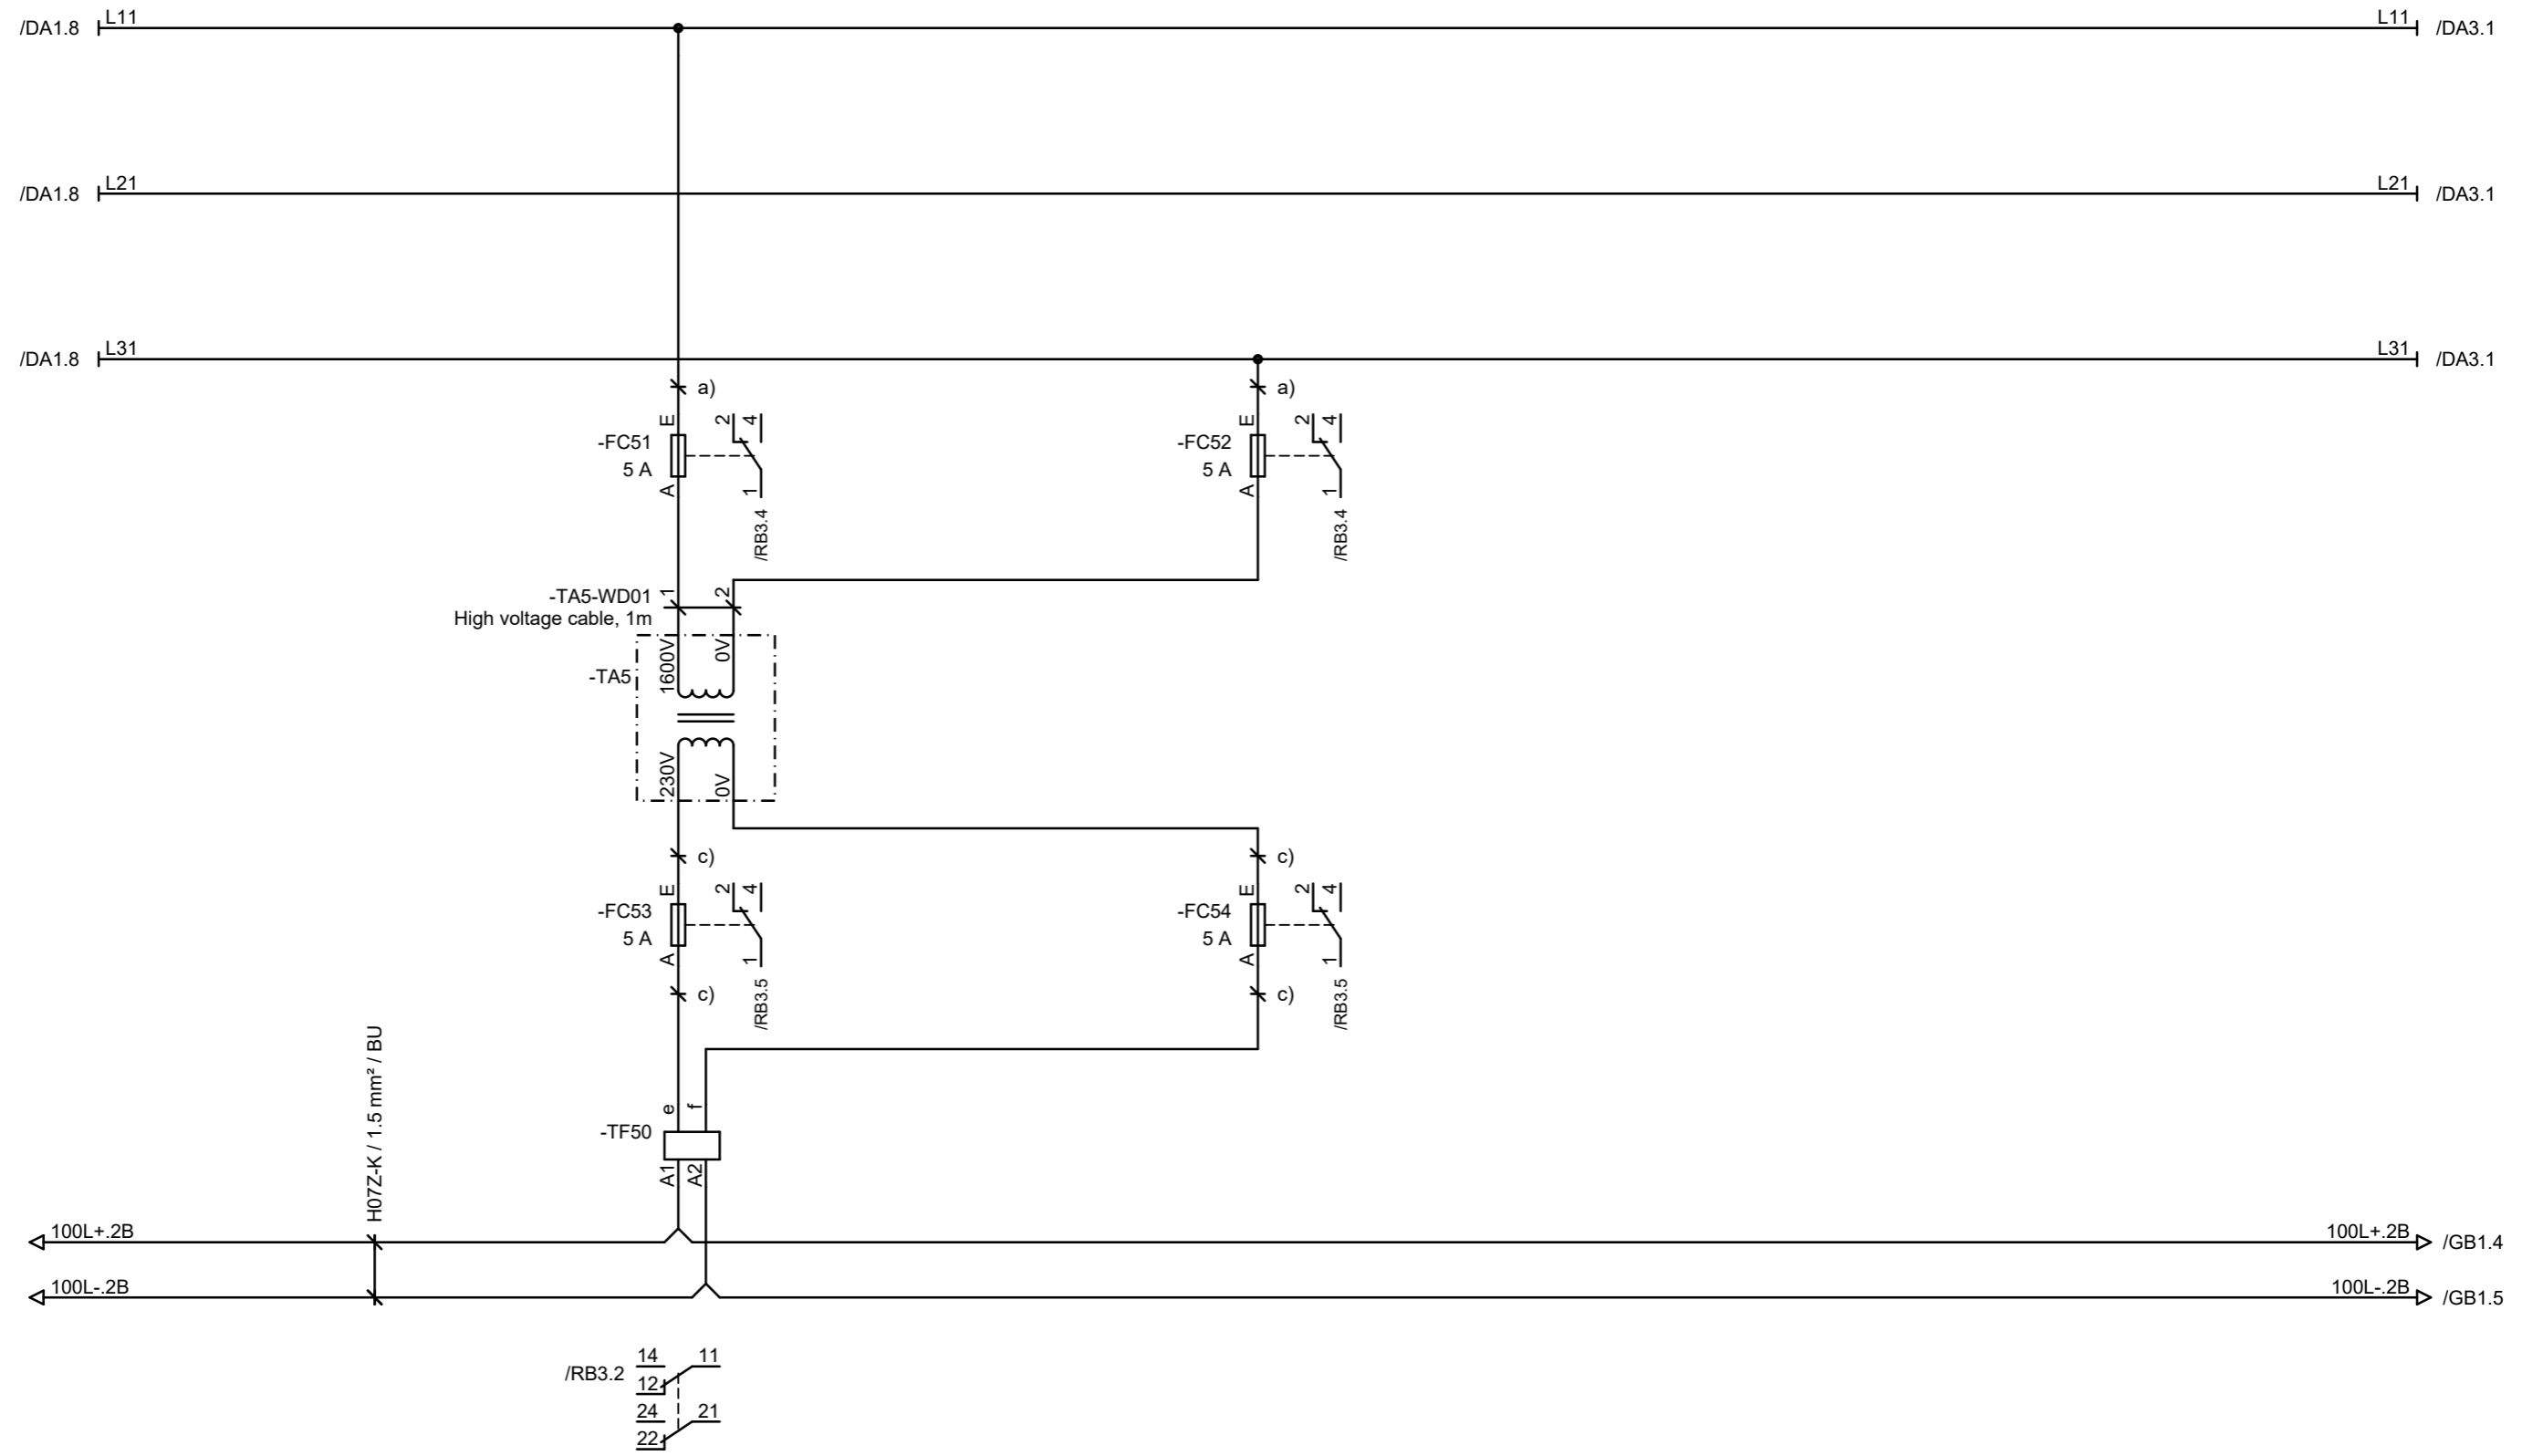 /DA1.8 L11 L11 /DA3.1
/DA1.8 L21 L21 /DA3.1
/DA1.8 L31 L31 /DA3.1
a) a)
E 2 4 E 2 4
-FC51 -FC52
5 A 5 A
A 1 A 1
/RB3.4 /RB3.4
-TA5-WD01 1 2
High voltage cable, 1m
1600V 0V
-TA5
230V 0V
c) c)
E 2 4 E 2 4
-FC53 -FC54
5 A 5 A
A 1 A 1
c) c)
/RB3.5 /RB3.5
H07Z-K / 1.5 mm² / BU
e f
-TF50
A1 A2
100L+.2B 100L+.2B /GB1.4
100L-.2B 100L-.2B /GB1.5
14 11
/RB3.2
12
24 21
22